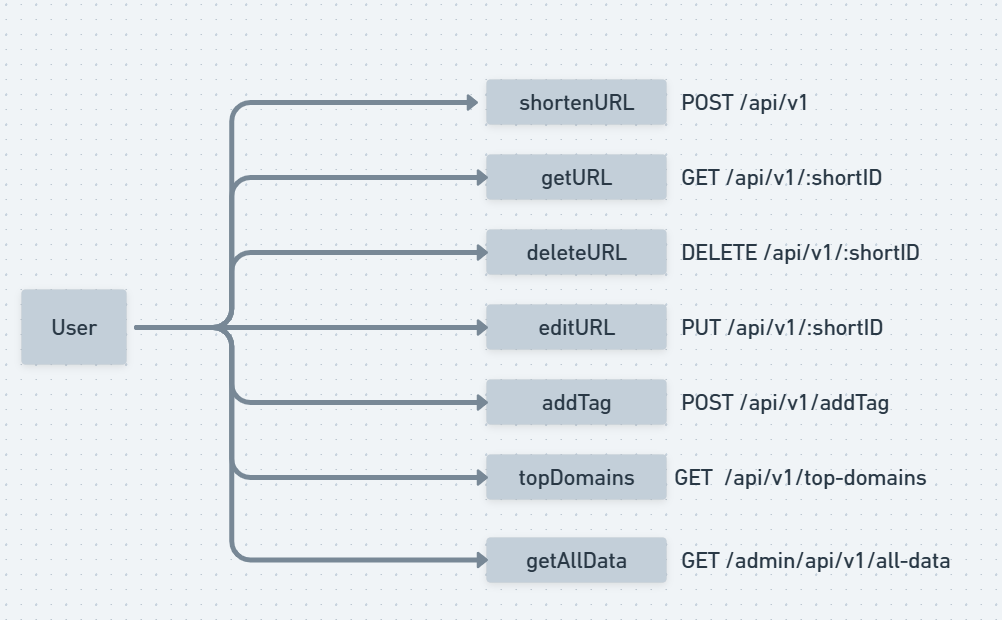 shortenURL POST /api/v1
getURL GET /api/v1/:shortID
deleteURL DELETE /api/v1/:shortID
User
editURL PUT /api/v1/:shortID
addTag POST /api/v1/addTag
topDomains GET /api/v1/top-domains
getAllData GET /admin/api/v1/all-data